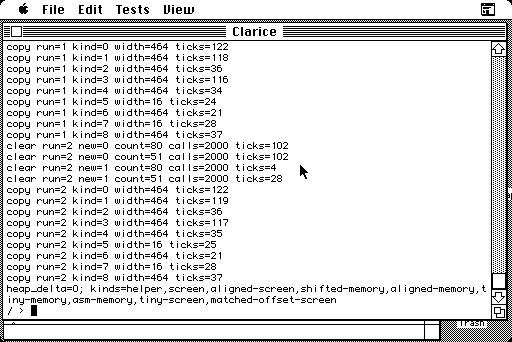 File Edit Tests View
Clarice
copy run=1 kind=0 width=464 ticks=122
copy run=1 kind=1 width=464 ticks=118
copy run=1 kind=2 width=464 ticks=36
copy run=1 kind=3 width=464 ticks=116
copy run=1 kind=4 width=464 ticks=34
copy run=1 kind=5 width=16 ticks=24
copy run=1 kind=6 width=464 ticks=21
copy run=1 kind=7 width=16 ticks=28
copy run=1 kind=8 width=464 ticks=37
clear run=2 new=0 count=80 calls=2000 ticks=102
clear run=2 new=0 count=51 calls=2000 ticks=102
clear run=2 new=1 count=80 calls=2000 ticks=4
clear run=2 new=1 count=51 calls=2000 ticks=28
copy run=2 kind=0 width=464 ticks=122
copy run=2 kind=1 width=464 ticks=119
copy run=2 kind=2 width=464 ticks=36
copy run=2 kind=3 width=464 ticks=117
copy run=2 kind=4 width=464 ticks=35
copy run=2 kind=5 width=16 ticks=25
copy run=2 kind=6 width=464 ticks=21
copy run=2 kind=7 width=16 ticks=28
copy run=2 kind=8 width=464 ticks=37
heap_delta=0; kinds=helper,screen,aligned-screen,shifted-memory,aligned-memory,t
iny-memory,asm-memory,tiny-screen,matched-offset-screen
/ >
Trash